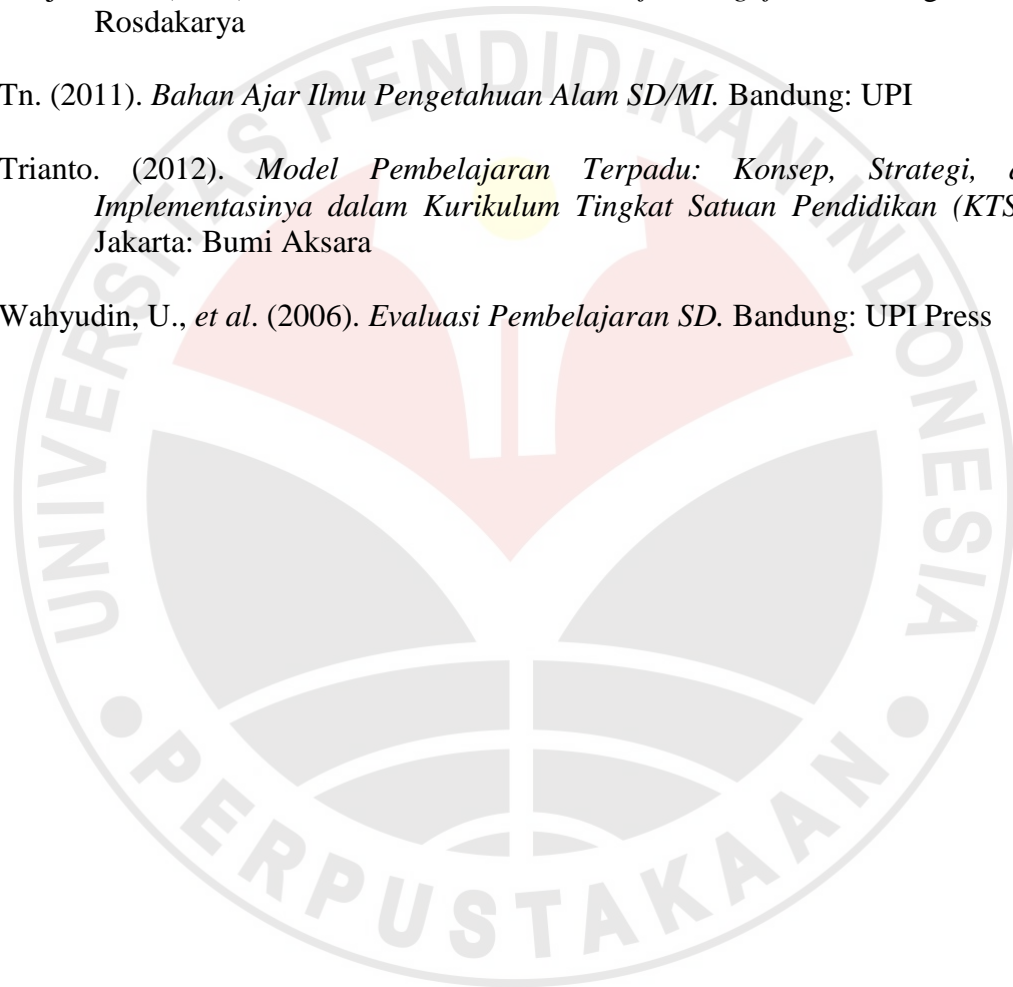 Rosdakarya
Tn. (2011). Bahan Ajar Ilmu Pengetahuan Alam SD/MI. Bandung: UPI
Trianto. (2012). Model Pembelajaran Terpadu: Konsep, Strategi,
Implementasinya dalam Kurikulum Tingkat Satuan Pendidikan (KTS
Jakarta: Bumi Aksara
Wahyudin, U., et al. (2006). Evaluasi Pembelajaran SD. Bandung: UPI Press
UNIVERSITAS PENDIDIKAN INDONESIA
PERPUSTAKAAN